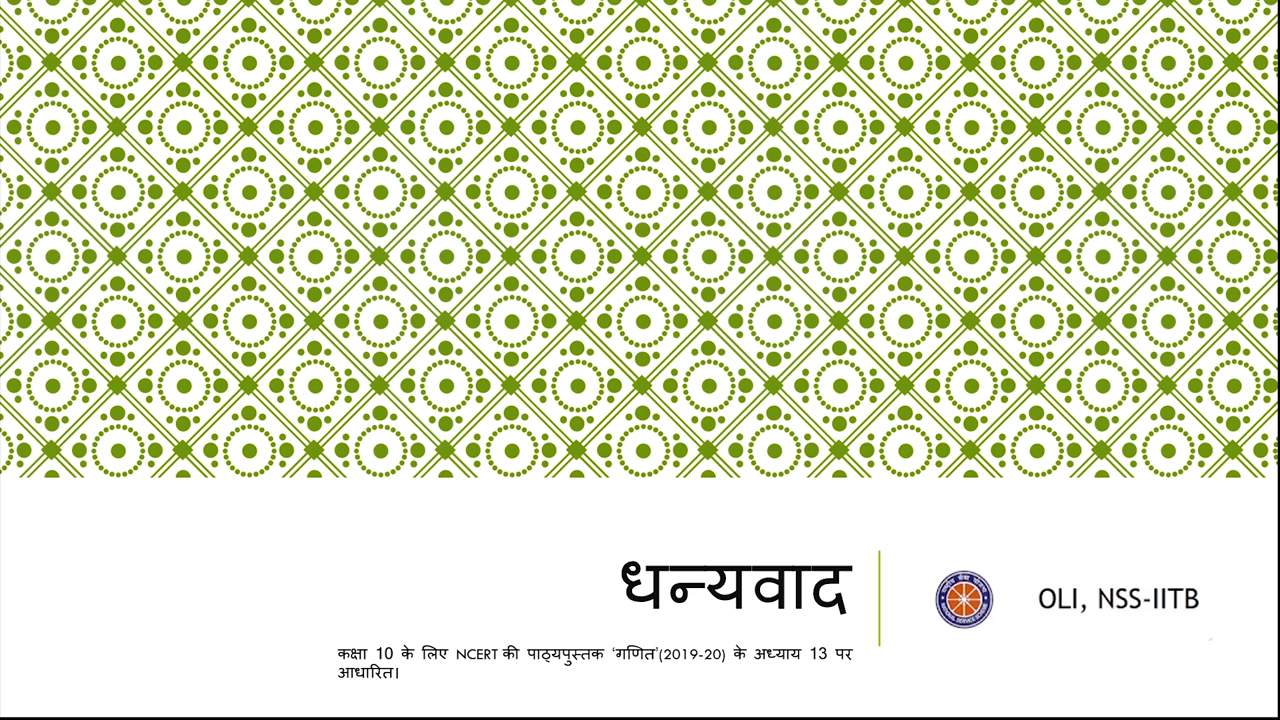 धन्यवाद
कक्षा 10 के लिए NCERT की पाठ्यपुस्तक ‘गणित’(2019-20) के अध्याय 13 पर
आधारित।
OLI, NSS-IITB